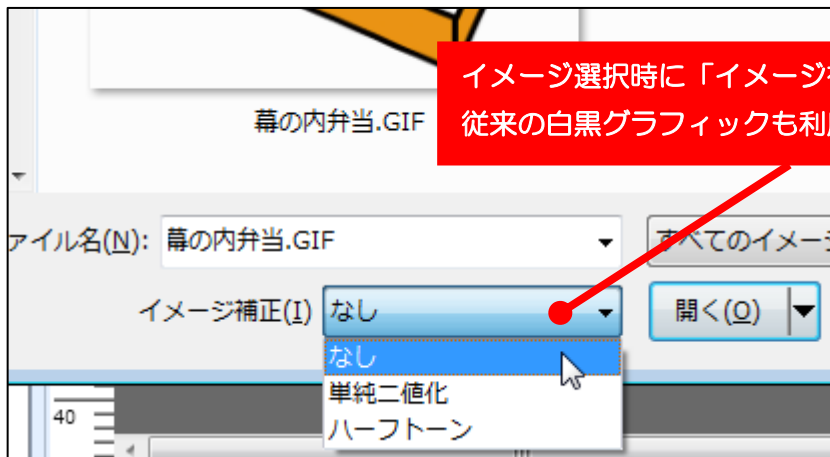 イメージ選択時に「イメージ
従来の白黒グラフィックも利
幕の内弁当.GIF
ァイル名(N): 幕の内弁当.GIF
すべてのイメー
イメージ補正(I) なし
開く(O)
なし
単純二値化
ハーフトーン
40